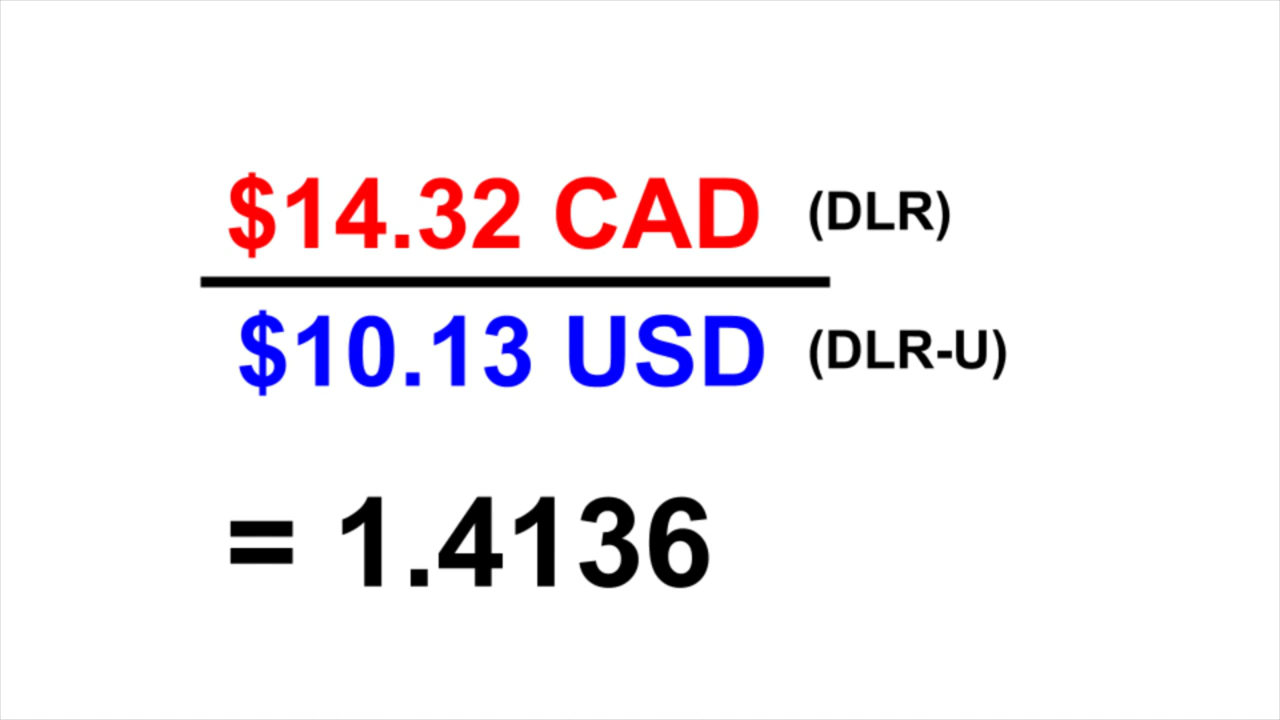 $14.32 CAD (DLR)
$10.13 USD (DLR-U)
= 1.4136